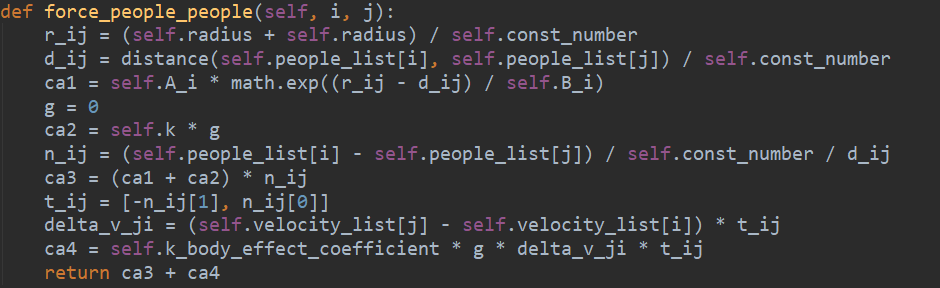 def force_people_people(self, i, j):
    r_ij = (self.radius + self.radius) / self.const_number
    d_ij = distance(self.people_list[i], self.people_list[j]) / self.const_number
    ca1 = self.A_i * math.exp((r_ij - d_ij) / self.B_i)
    g = 0
    ca2 = self.k * g
    n_ij = (self.people_list[i] - self.people_list[j]) / self.const_number / d_ij
    ca3 = (ca1 + ca2) * n_ij
    t_ij = [-n_ij[1], n_ij[0]]
    delta_v_ji = (self.velocity_list[j] - self.velocity_list[i]) * t_ij
    ca4 = self.k_body_effect_coefficient * g * delta_v_ji * t_ij
    return ca3 + ca4